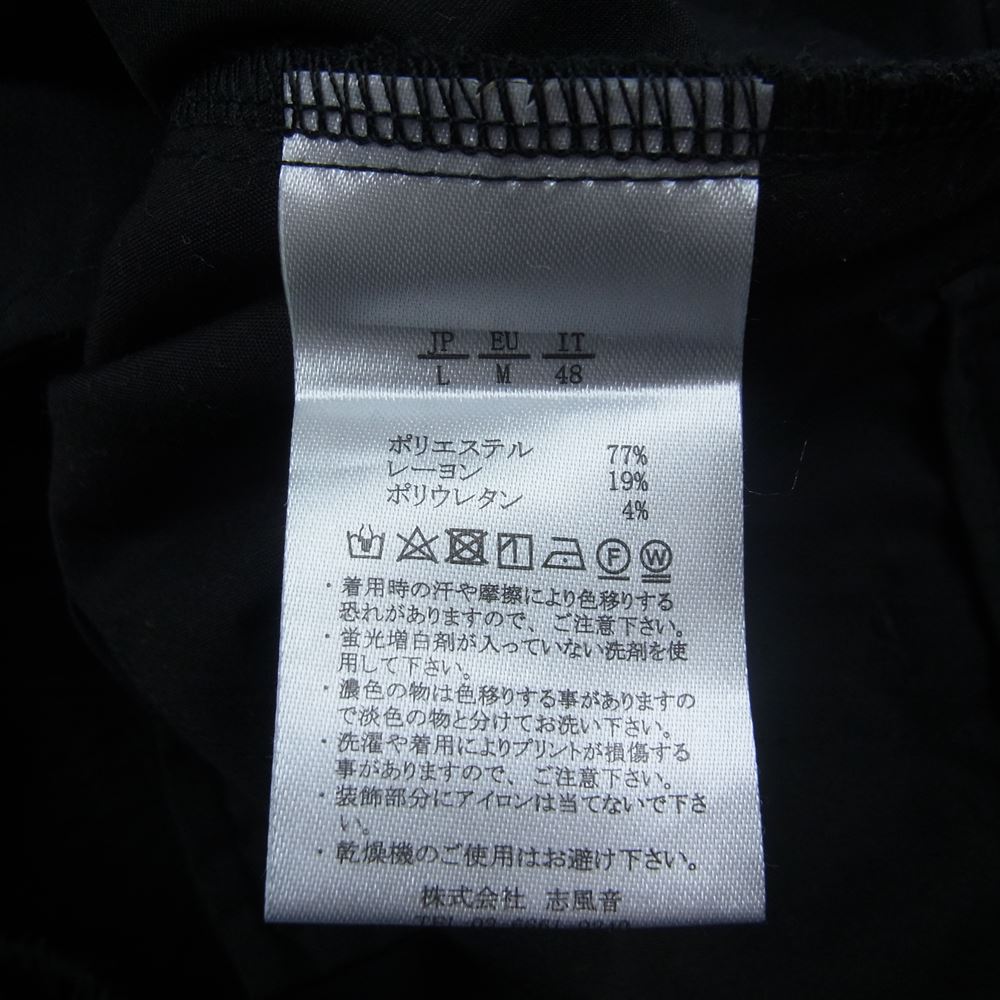 JP EU IT
L M 48
ポリエステル 77%
レーヨン 19%
ポリウレタン 4%
F W
・着用時の汗や摩擦により色移りする
恐れがありますので、ご注意下さい。
・蛍光増白剤が入っていない洗剤を使
用して下さい。
・濃色の物は色移りする事がありますの
で淡色の物と分けてお洗い下さい。
・洗濯や着用によりプリントが損傷する
事がありますので、ご注意下さい。
・装飾部分にアイロンは当てないで下さ
い。
・乾燥機のご使用はお避け下さい。
株式会社 志風音
TEL